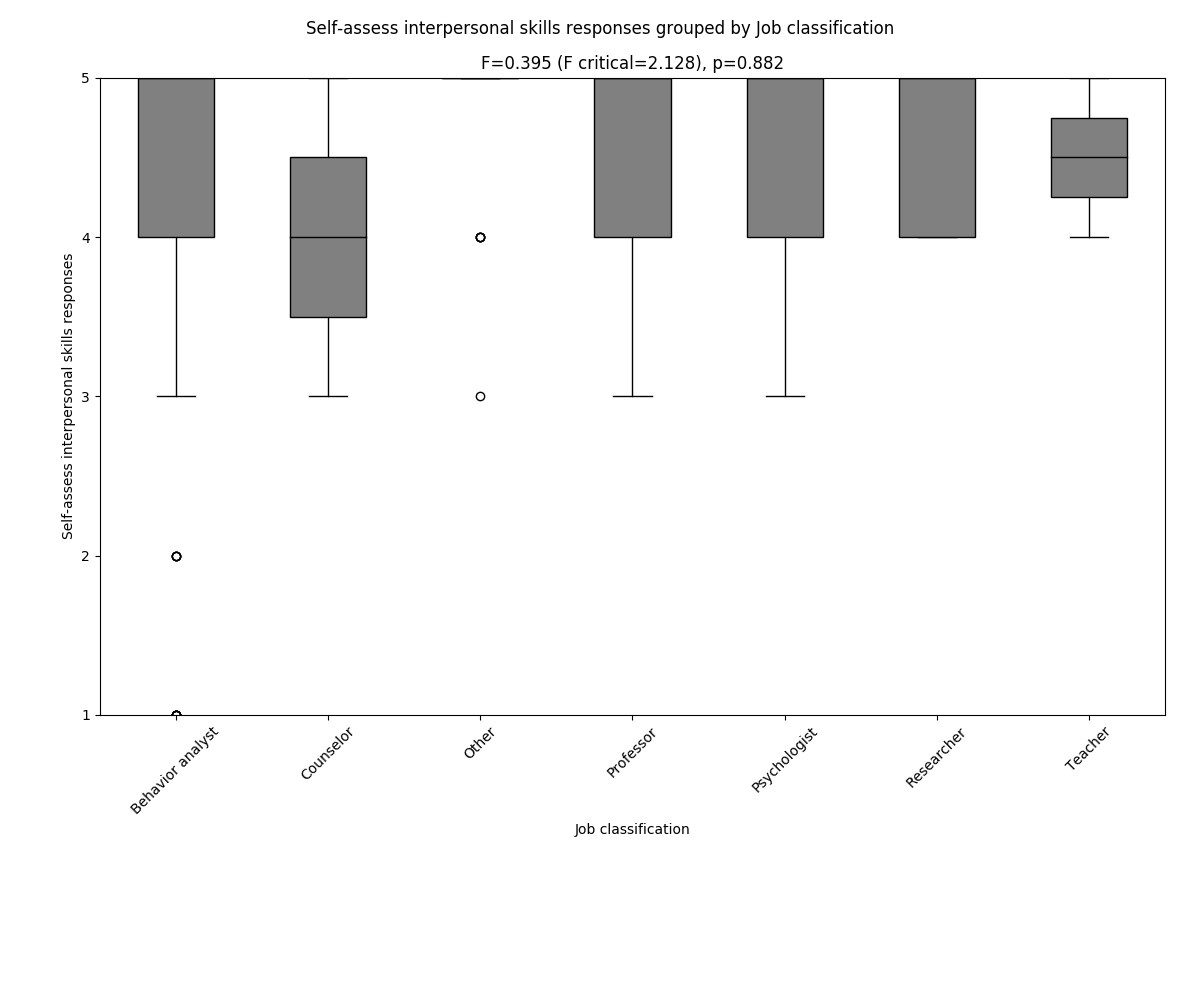 Self-assess interpersonal skills responses grouped by Job classification
F=0.395 (F critical=2.128), p=0.882
5
4
3
2
1
Self-assess interpersonal skills responses
Behavior analyst
Counselor
Other
Professor
Psychologist
Researcher
Teacher
Job classification